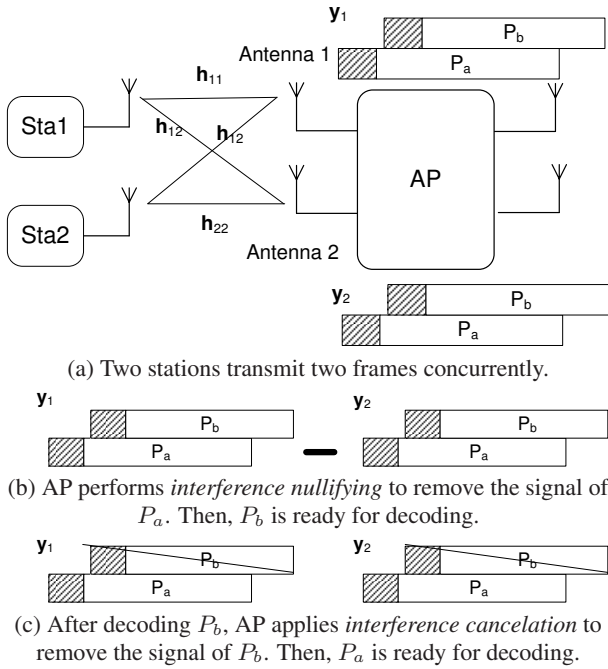 y1
Pb
Pa
Antenna 1
h11
Sta1
h12
h12
AP
Sta2
h22
Antenna 2
y2
Pb
Pa
(a) Two stations transmit two frames concurrently.
y1
Pb
Pa
y2
Pb
Pa
(b) AP performs interference nullifying to remove the signal of
Pa. Then, Pb is ready for decoding.
y1
Pb
Pa
y2
Pb
Pa
(c) After decoding Pb, AP applies interference cancelation to
remove the signal of Pb. Then, Pa is ready for decoding.